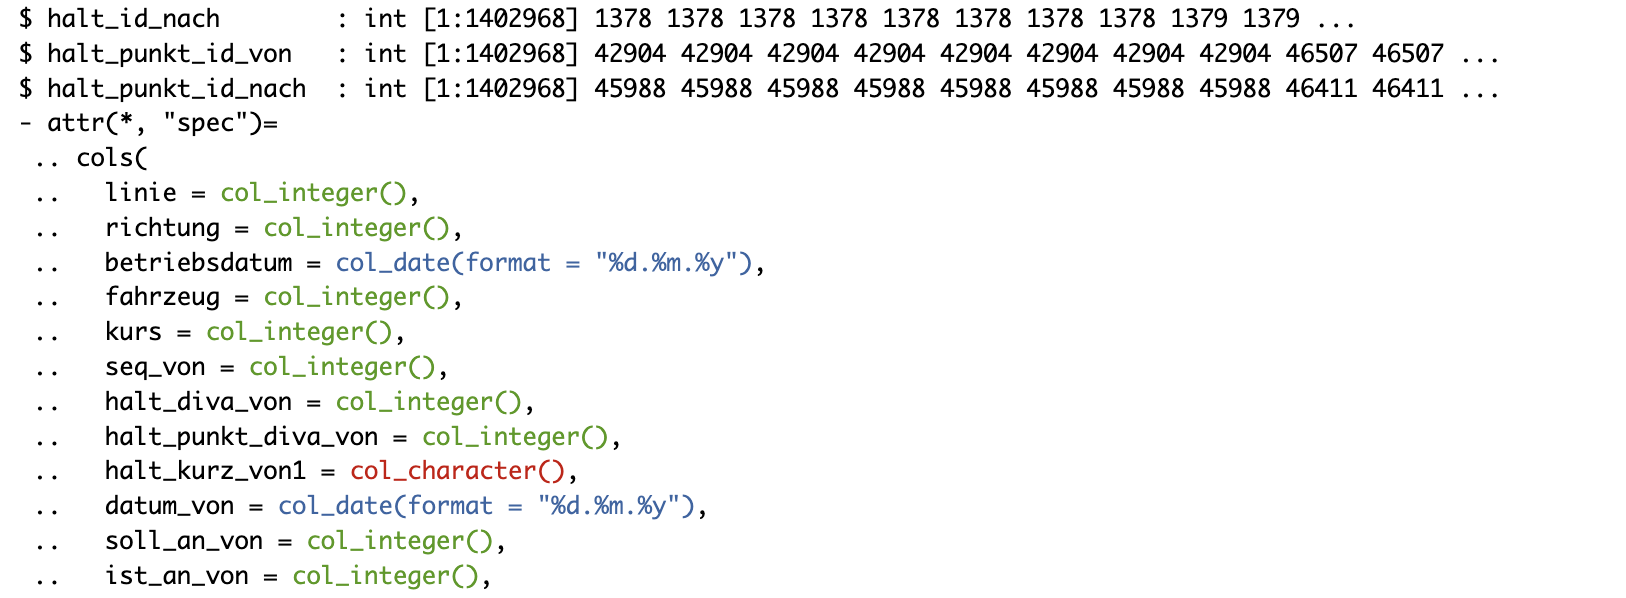 $ halt_id_nach        : int [1:1402968] 1378 1378 1378 1378 1378 1378 1378 1378 1379 1379 ...
$ halt_punkt_id_von   : int [1:1402968] 42904 42904 42904 42904 42904 42904 42904 42904 46507 46507 ...
$ halt_punkt_id_nach  : int [1:1402968] 45988 45988 45988 45988 45988 45988 45988 45988 46411 46411 ...
- attr(*, "spec")=
 .. cols(
 ..   linie = col_integer(),
 ..   richtung = col_integer(),
 ..   betriebsdatum = col_date(format = "%d.%m.%y"),
 ..   fahrzeug = col_integer(),
 ..   kurs = col_integer(),
 ..   seq_von = col_integer(),
 ..   halt_diva_von = col_integer(),
 ..   halt_punkt_diva_von = col_integer(),
 ..   halt_kurz_von1 = col_character(),
 ..   datum_von = col_date(format = "%d.%m.%y"),
 ..   soll_an_von = col_integer(),
 ..   ist_an_von = col_integer(),